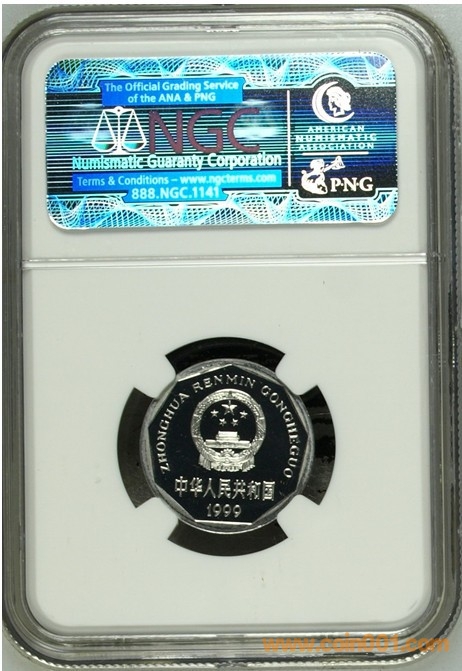 The Official Grading Service
of the ANA & PNG
NGC
Numismatic Guaranty Corporation
Terms & Conditions – www.ngcterms.com
888.NGC.1141
AMERICAN
NUMISMATIC
ASSOCIATION
PNG
ZHONGHUA RENMIN GONGHEGUO
中华人民共和国
1999
www.coin001.com